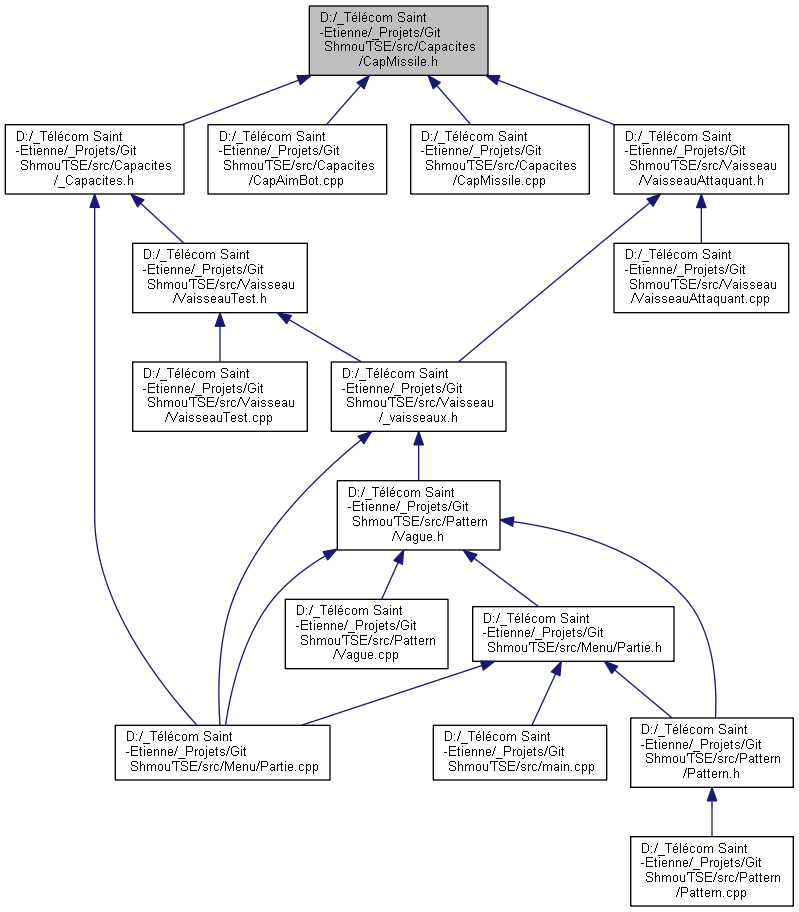 D:/_Télécom Saint
-Etienne/_Projets/Git
ShmouTSE/src/Capacites
/CapMissile.h
D:/_Télécom Saint
-Etienne/_Projets/Git
ShmouTSE/src/Capacites
/_Capacites.h
D:/_Télécom Saint
-Etienne/_Projets/Git
ShmouTSE/src/Capacites
/CapAimBot.cpp
D:/_Télécom Saint
-Etienne/_Projets/Git
ShmouTSE/src/Capacites
/CapMissile.cpp
D:/_Télécom Saint
-Etienne/_Projets/Git
ShmouTSE/src/Vaisseau
/VaisseauAttaquant.h
D:/_Télécom Saint
-Etienne/_Projets/Git
ShmouTSE/src/Vaisseau
/VaisseauTest.h
D:/_Télécom Saint
-Etienne/_Projets/Git
ShmouTSE/src/Vaisseau
/VaisseauAttaquant.cpp
D:/_Télécom Saint
-Etienne/_Projets/Git
ShmouTSE/src/Vaisseau
/VaisseauTest.cpp
D:/_Télécom Saint
-Etienne/_Projets/Git
ShmouTSE/src/Vaisseau
/_vaisseaux.h
D:/_Télécom Saint
-Etienne/_Projets/Git
ShmouTSE/src/Pattern
/Vague.h
D:/_Télécom Saint
-Etienne/_Projets/Git
ShmouTSE/src/Pattern
/Vague.cpp
D:/_Télécom Saint
-Etienne/_Projets/Git
ShmouTSE/src/Menu/Partie.h
D:/_Télécom Saint
-Etienne/_Projets/Git
ShmouTSE/src/Menu/Partie.cpp
D:/_Télécom Saint
-Etienne/_Projets/Git
ShmouTSE/src/main.cpp
D:/_Télécom Saint
-Etienne/_Projets/Git
ShmouTSE/src/Pattern
/Pattern.h
D:/_Télécom Saint
-Etienne/_Projets/Git
ShmouTSE/src/Pattern
/Pattern.cpp